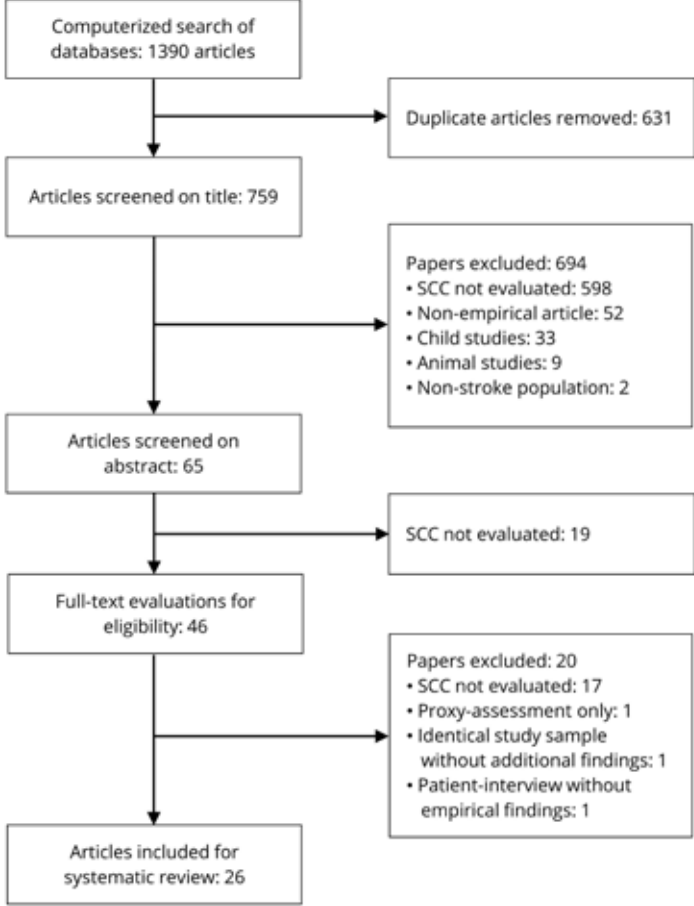 Computerized search of
databases: 1390 articles
Duplicate articles removed: 631
Articles screened on title: 759
Papers excluded: 694
• SCC not evaluated: 598
• Non-empirical article: 52
• Child studies: 33
• Animal studies: 9
• Non-stroke population: 2
Articles screened on
abstract: 65
SCC not evaluated: 19
Full-text evaluations for
eligibility: 46
Papers excluded: 20
• SCC not evaluated: 17
• Proxy-assessment only: 1
• Identical study sample
without additional findings: 1
• Patient-interview without
empirical findings: 1
Articles included for
systematic review: 26